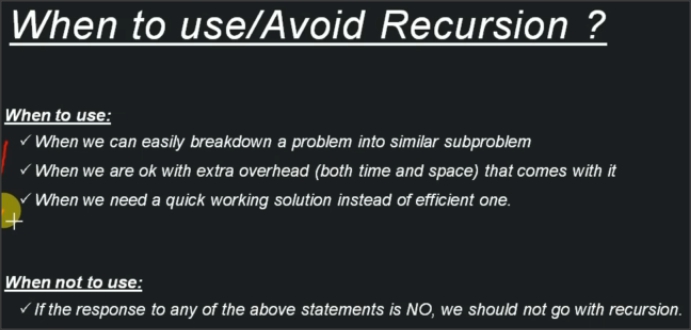 When to use/Avoid Recursion ?
When to use:
✓ When we can easily breakdown a problem into similar subproblem
✓ When we are ok with extra overhead (both time and space) that comes with it
✓ When we need a quick working solution instead of efficient one.
When not to use:
✓ If the response to any of the above statements is NO, we should not go with recursion.